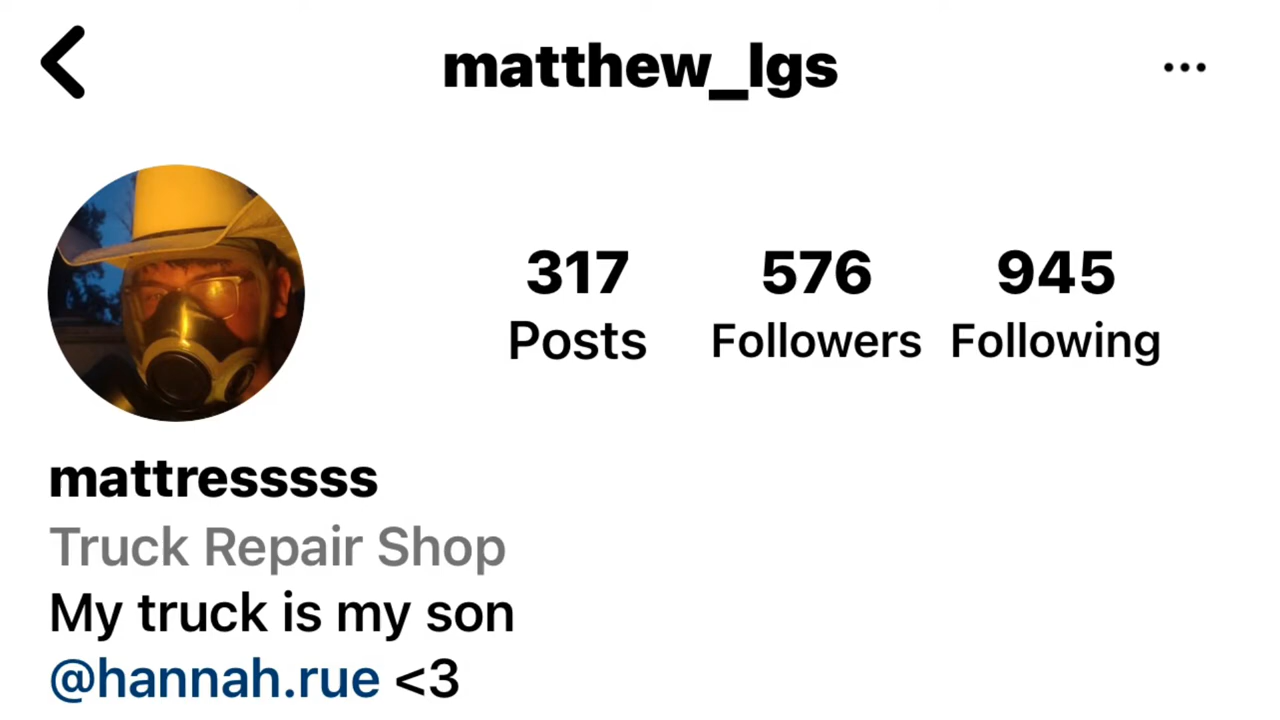 matthew_lgs
317 576 945
Posts Followers Following
mattresssss
Truck Repair Shop
My truck is my son
@hannah.rue <3